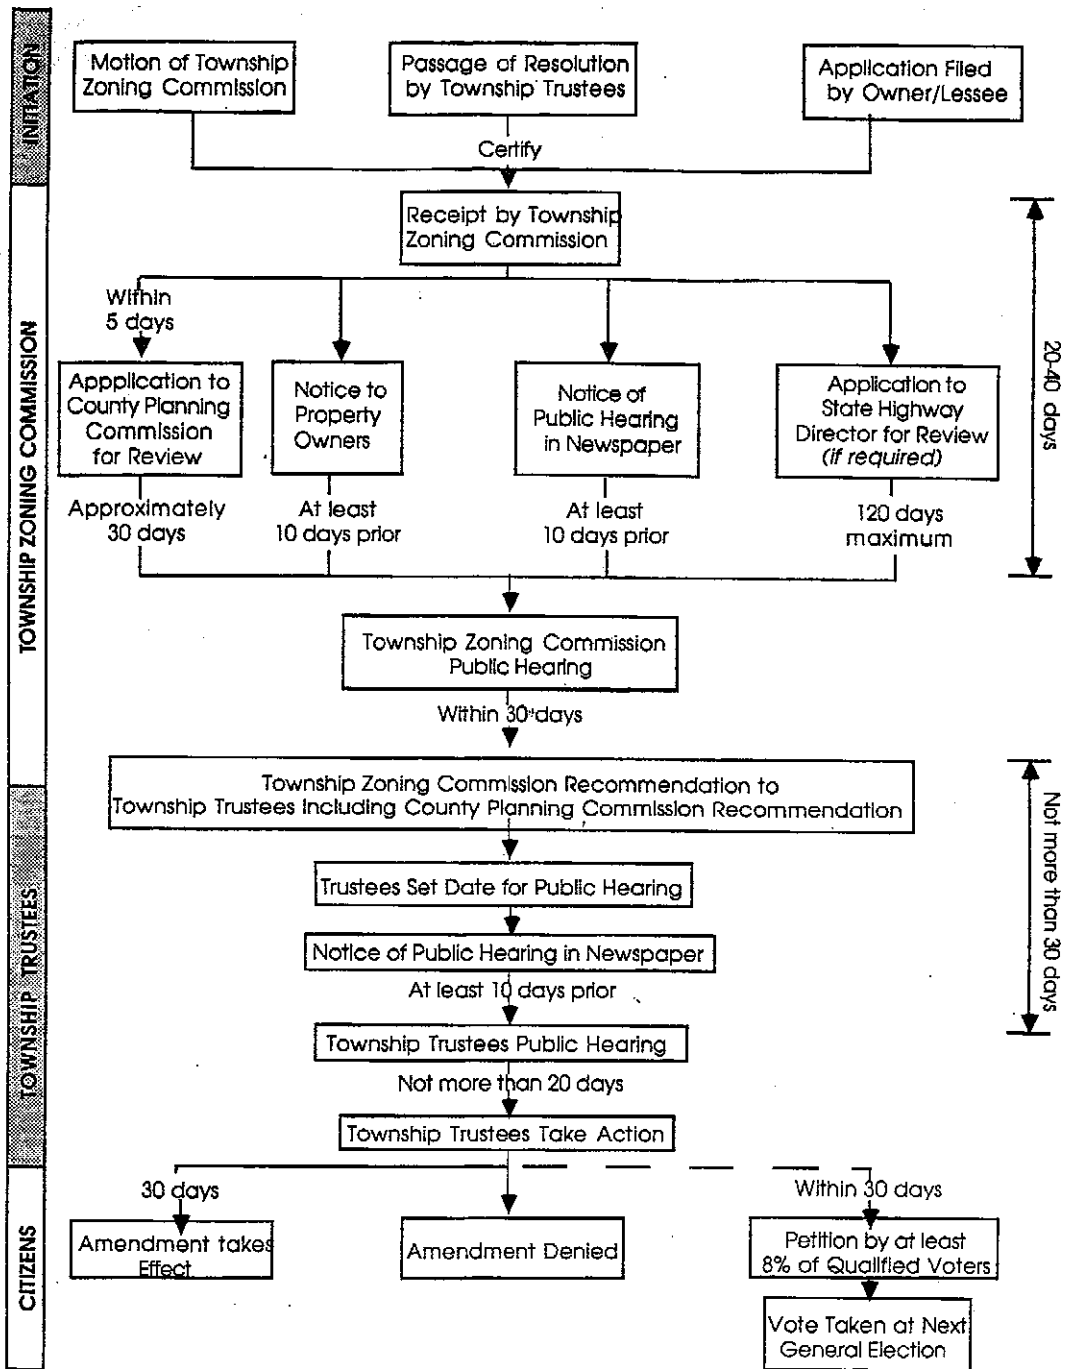 INITIATION
Motion of Township
Zoning Commission
Passage of Resolution
by Township Trustees
Application Filed
by Owner/Lessee
Certify
TOWNSHIP ZONING COMMISSION
Receipt by Township
Zoning Commission
Within
5 days
Appplication to
County Planning
Commission
for Review
Notice to
Property
Owners
Notice of
Public Hearing
in Newspaper
Application to
State Highway
Director for Review
(if required)
20-40 days
Approximately
30 days
At least
10 days prior
At least
10 days prior
120 days
maximum
Township Zoning Commission
Public Hearing
Within 30 days
Township Zoning Commission Recommendation to
Township Trustees Including County Planning Commission Recommendation
Not more than 30 days
TOWNSHIP TRUSTEES
Trustees Set Date for Public Hearing
Notice of Public Hearing in Newspaper
At least 10 days prior
Township Trustees Public Hearing
Not more than 20 days
Township Trustees Take Action
CITIZENS
30 days
Within 30 days
Amendment takes
Effect
Amendment Denied
Petition by at least
8% of Qualified Voters
Vote Taken at Next
General Election